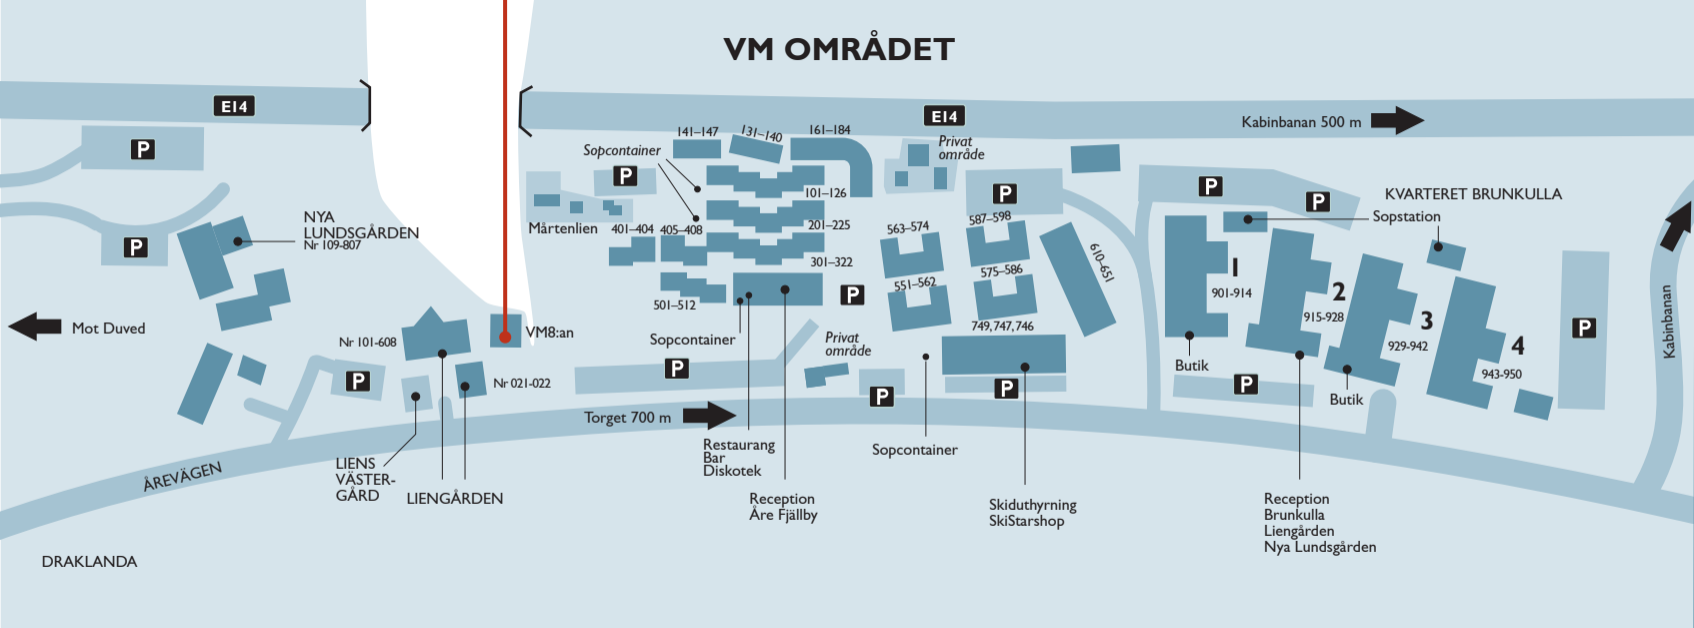 VM OMRÅDET
E14
E14
Kabinbanan 500 m
P
141–147
131–140
161–184
Sopcontainer
Privat
område
P
P
P
P
KVARTERET BRUNKULLA
Sopstation
101–126
NYA
LUNDSGÅRDEN
Nr 109-807
P
Mårtenlien
401–404
405–408
201–225
563–574
587–598
610–651
301–322
575–586
551–562
1
901-914
2
915-928
3
929-942
4
943-950
P
Kabinbanan
501–512
P
Mot Duved
Nr 101-608
VM8:an
Sopcontainer
Privat
område
749, 747, 746
Butik
P
Nr 021-022
P
P
P
P
Butik
Torget 700 m
Restaurang
Bar
Diskotek
Sopcontainer
ÅREVÄGEN
LIENS
VÄSTER-
GÅRD
LIENGÅRDEN
Reception
Åre Fjällby
Skiduthyrning
SkiStarshop
Reception
Brunkulla
Liengården
Nya Lundsgården
DRAKLANDA